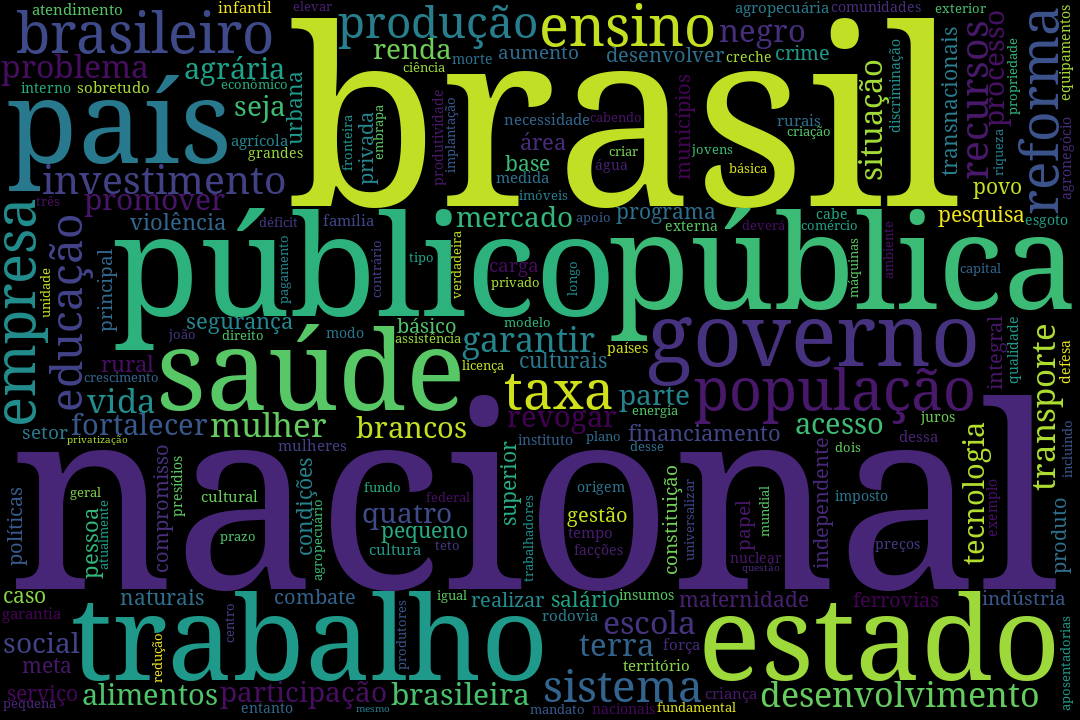 atendimento
infantil
elevar
produção
ensino
agropecuária
comunidades
exterior
brasileiro
brasil
negro
reforma
equipamentos
renda
morte
aumento
desenvolver
creche
crime
problema
agrária
ciência
discriminação
transnacionais
recursos
processo
propriedade
país
interno
sobretudo
econômico
urbana
seja
privada
embrapa
fronteira
produtividade
implantação
necessidade
cabendo
municípios
rurais
criação
situação
riqueza
agronegócio
agrícola
grandes
área
base
medida
criar
água
jovens
básica
imóveis
povo
investimento
promover
três
violência
déficit
família
mercado
apoio
programa
externa
deverá
cabe
comércio
pesquisa
esgoto
empresa
educação
unidade
principal
público
pública
pagamento
contrário
tipo
verdadeira
carga
privado
longo
máquinas
ambiente
capital
segurança
joão
direito
modo
básico
assistência
modelo
garantir
governo
integral
qualidade
transporte
defesa
rural
crescimento
saúde
licença
culturais
países
taxa
parte
energia
população
vida
setor
fortalecer
privatização
mulher
mulheres
brancos
revogar
instituto
plano
desse
financiamento
acesso
juros
dessa
dois
incluindo
nacional
políticas
geral
pessoa
atualmente
compromisso
presídios
cultural
prazo
condições
agropecuário
fundo
quatro
federal
pequeno
cultura
teto
superior
trabalhadores
origem
gestão
tempo
facções
constituição
universalizar
papel
mundial
nuclear
questão
independente
imposto
preços
tecnologia
exemplo
produto
caso
garantia
naturais
combate
igual
realizar
salário
insumos
maternidade
ferrovias
indústria
social
meta
trabalho
redução
centro
produtores
rodovia
escola
terra
força
território
estado
aposentadorias
serviço
pequena
alimentos
participação
entanto
mesmo
brasileira
sistema
mandato
nacionais
criança
fundamental
desenvolvimento